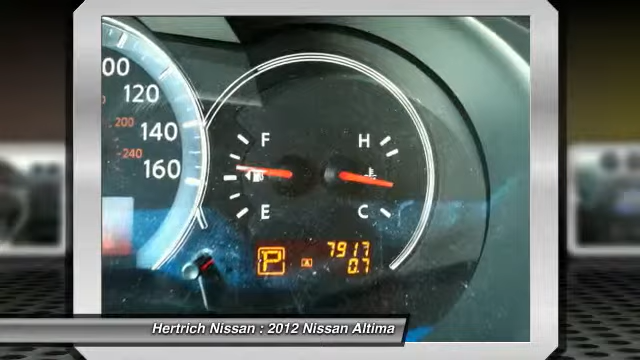 00
120
200
140
240
160
F
E
H
C
P
A
7917
0.7
Hertrich Nissan : 2012 Nissan Altima